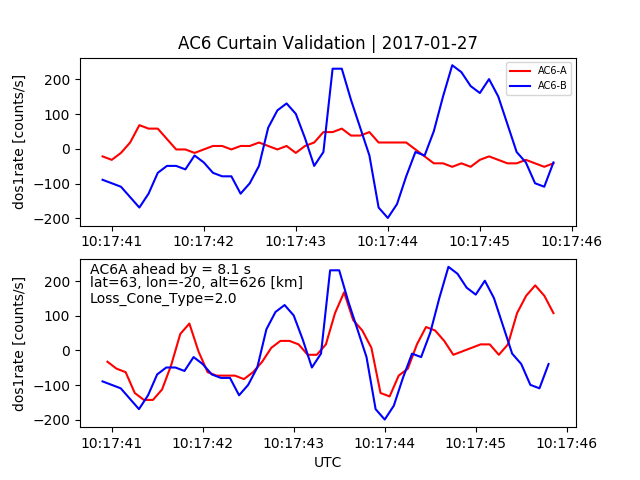 AC6 Curtain Validation | 2017-01-27
dos1rate [counts/s]
200
100
0
−100
−200
AC6-A
AC6-B
10:17:41 10:17:42 10:17:43 10:17:44 10:17:45 10:17:46
dos1rate [counts/s]
200
100
0
−100
−200
AC6A ahead by = 8.1 s
lat=63, lon=-20, alt=626 [km]
Loss_Cone_Type=2.0
10:17:41 10:17:42 10:17:43 10:17:44 10:17:45 10:17:46
UTC